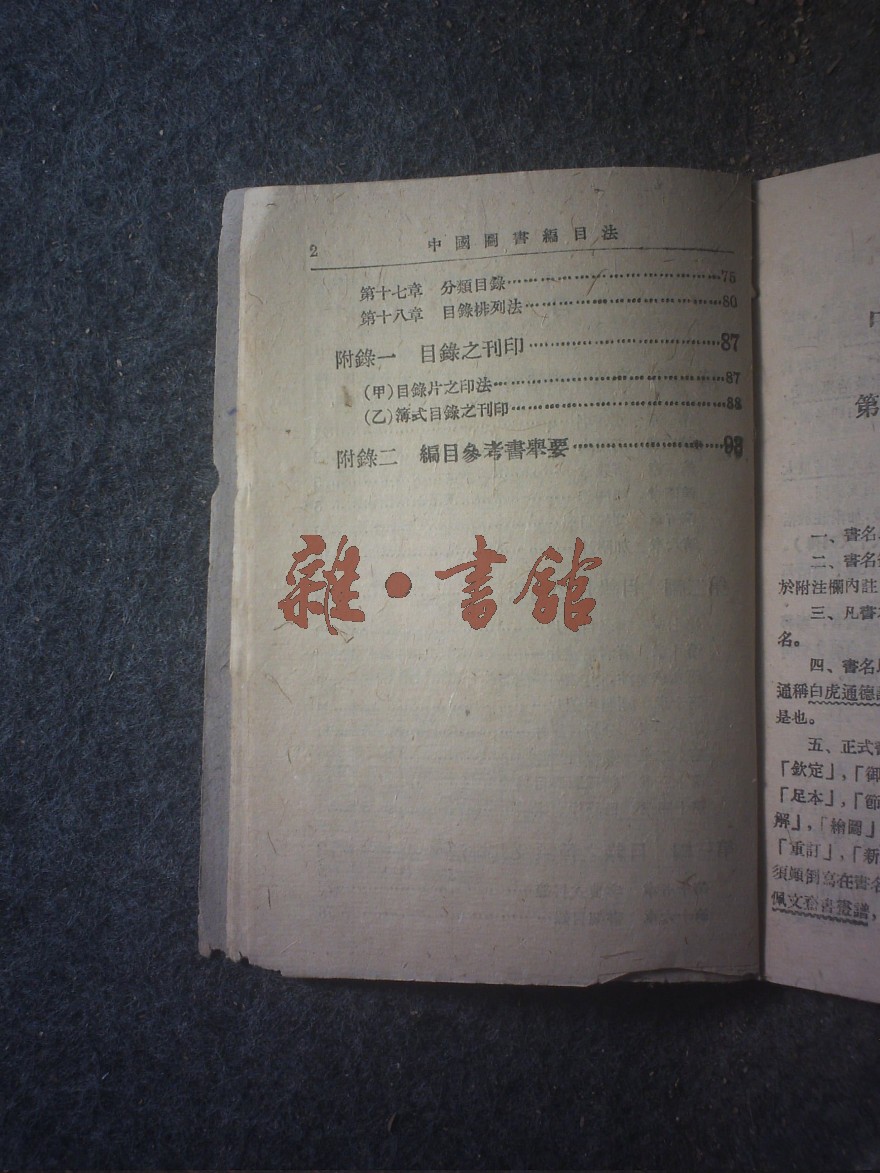 2 中國圖書編目法
第十七章 分類目錄……75
第十八章 目錄排列法……80
附錄一 目錄之刊印……87
(甲)目錄片之印法……87
(乙)簿式目錄之刊印……88
附錄二 編目參考書舉要……93
雜·書館
第
一、書名
二、書名
於附注欄內註
三、凡書
名。
四、書名
通稱白虎通德
是也。
五、正式書
「欽定」,「御
「足本」,「節
解」,「繪圖」
「重訂」,「新
須顛倒寫在書名
佩文齋書畫譜,